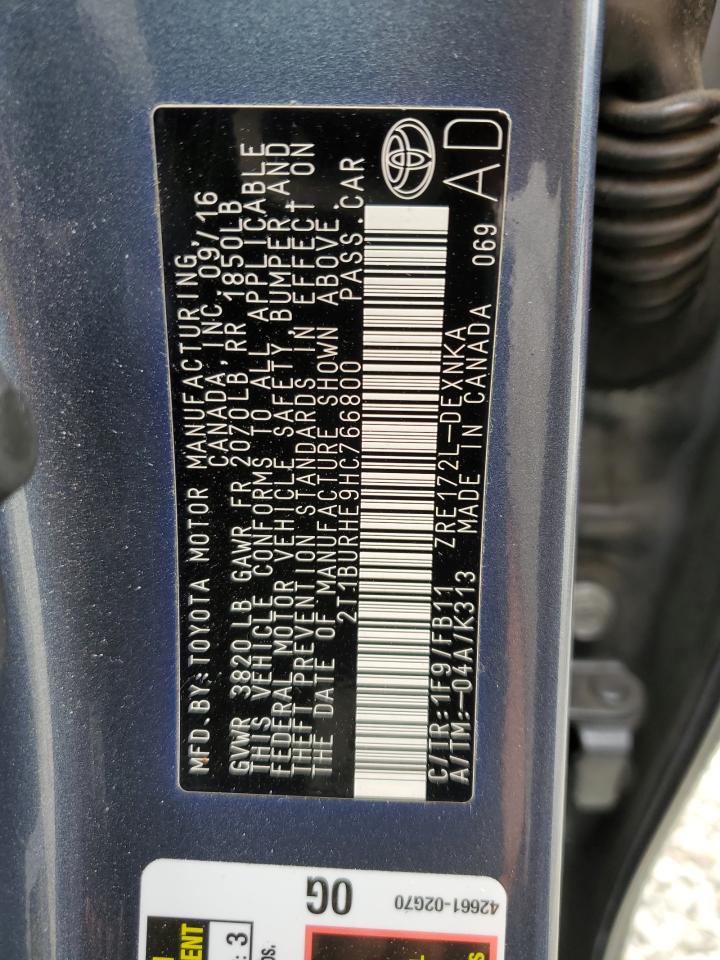 MFD.BY:TOYOTA MOTOR MANUFACTURING,
CANADA, INC. 09/16
GVWR 3820LB GAWR FR 2070LB, RR 1850LB
THIS VEHICLE CONFORMS TO ALL APPLICABLE
FEDERAL MOTOR VEHICLE SAFETY, BUMPER, AND
THEFT PREVENTION STANDARDS IN EFFECT ON
THE DATE OF MANUFACTURE SHOWN ABOVE.
2T1BURHE9HC766800 PASS.CAR
C/TR:1F9/FB11 ZRE172L-DEXNKA 069
A/TM:-04A/K313 MADE IN CANADA
AD
OG
42661-02G70
: 3